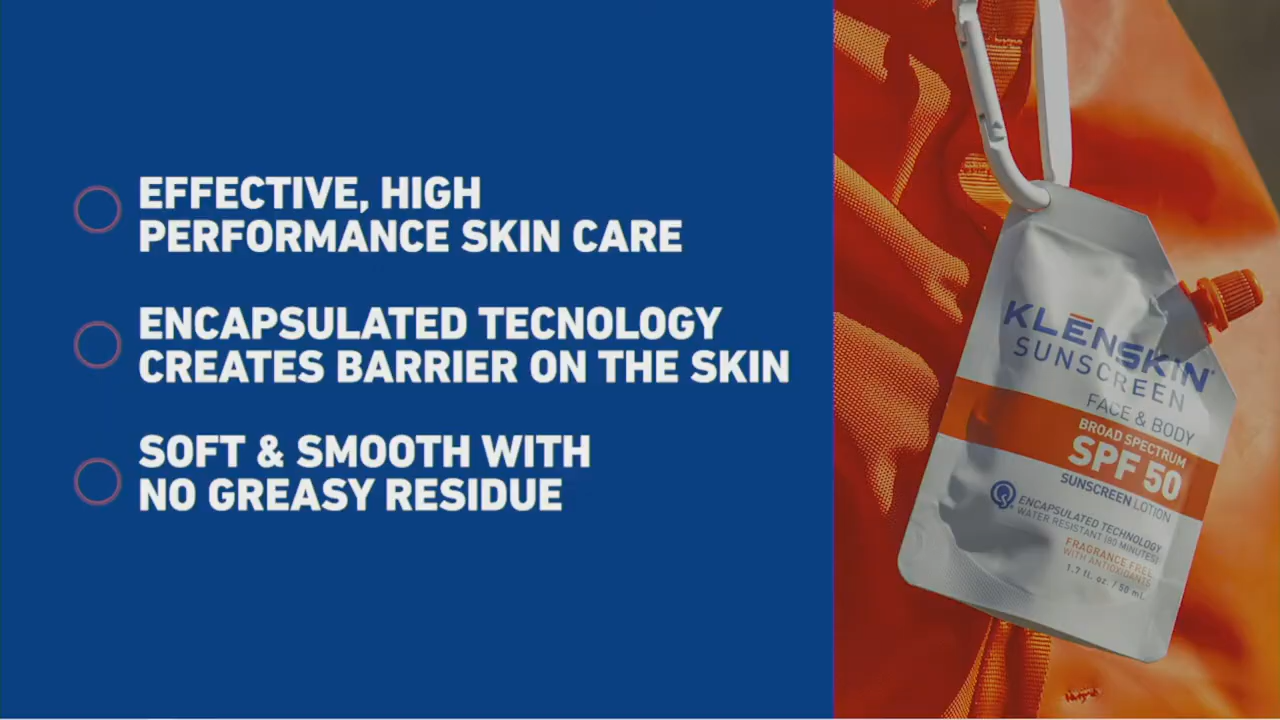 EFFECTIVE, HIGH
PERFORMANCE SKIN CARE
ENCAPSULATED TECNOLOGY
CREATES BARRIER ON THE SKIN
SOFT & SMOOTH WITH
NO GREASY RESIDUE
KLĒNSKIN®
SUNSCREEN
FACE & BODY
BROAD SPECTRUM
SPF 50
SUNSCREEN LOTION
ENCAPSULATED TECHNOLOGY
WATER RESISTANT (80 MINUTES)
FRAGRANCE FREE
WITH ANTIOXIDANTS
1.7 fl. oz. / 50 mL